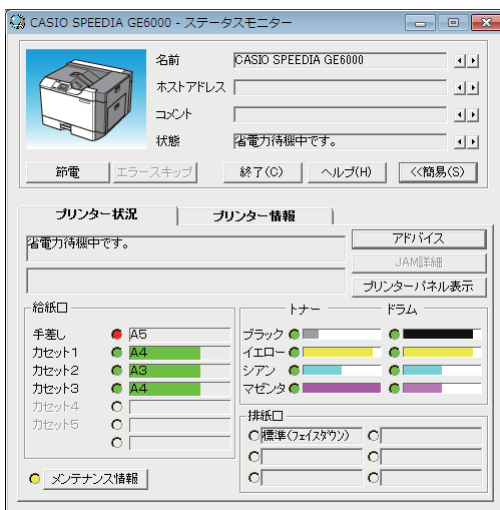 CASIO SPEEDIA GE6000 - ステータスモニター
名前 CASIO SPEEDIA GE6000
ホストアドレス
コメント
状態 省電力待機中です。
節電 エラースキップ 終了(C) ヘルプ(H) <<簡易(S)
プリンター状況 プリンター情報
省電力待機中です。
アドバイス
JAM詳細
プリンターパネル表示
給紙口
手差し A5
カセット1 A4
カセット2 A3
カセット3 A4
カセット4
カセット5
メンテナンス情報
トナー ドラム
ブラック
イエロー
シアン
マゼンタ
排紙口
標準(フェイスダウン)